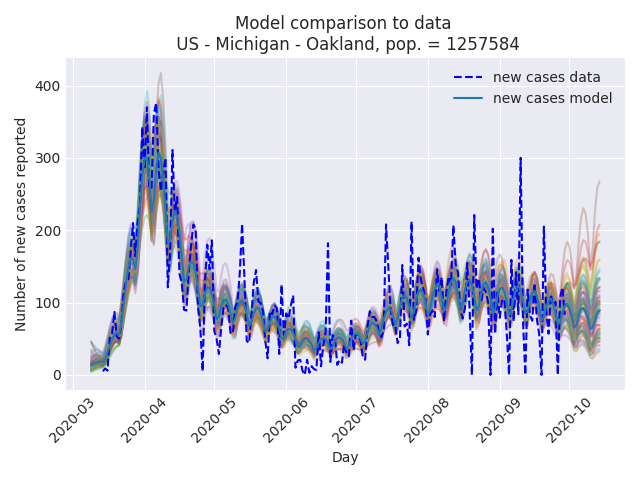 Model comparison to data
US - Michigan - Oakland, pop. = 1257584
new cases data
new cases model
Number of new cases reported
400
300
200
100
0
2020-03
2020-04
2020-05
2020-06
2020-07
2020-08
2020-09
2020-10
Day